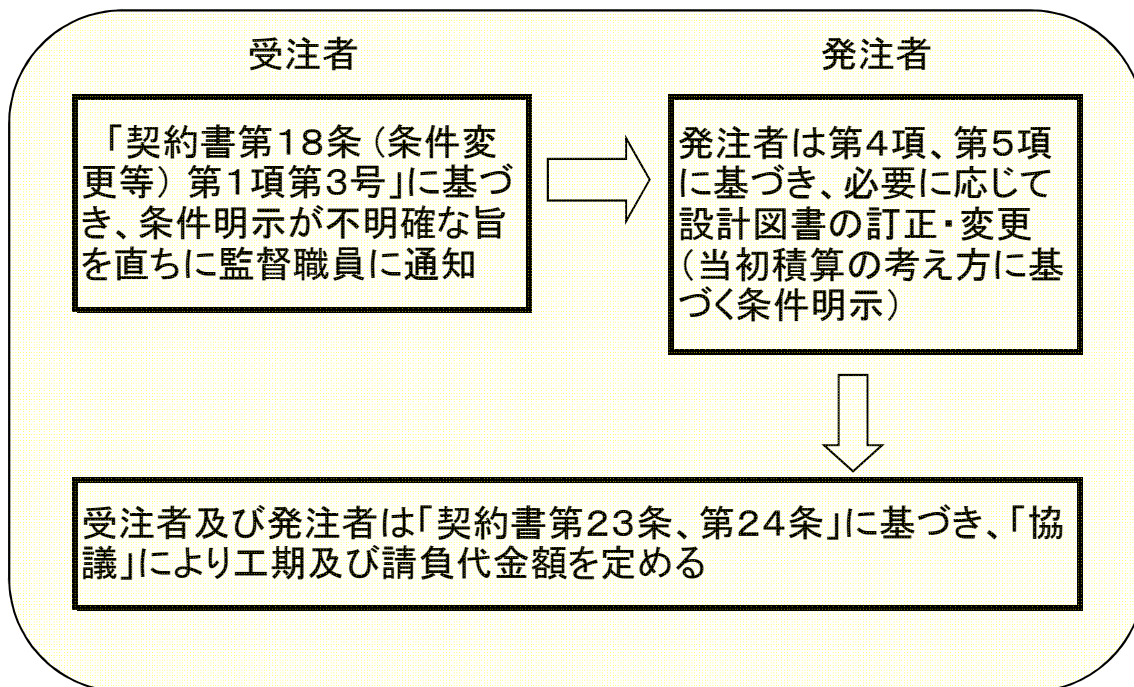 受注者
「契約書第18条（条件変
更等）第1項第3号」に基づ
き、条件明示が不明確な旨
を直ちに監督職員に通知
発注者
発注者は第4項、第5項
に基づき、必要に応じて
設計図書の訂正・変更
（当初積算の考え方に基
づく条件明示）
受注者及び発注者は「契約書第23条、第24条」に基づき、「協
議」により工期及び請負代金額を定める